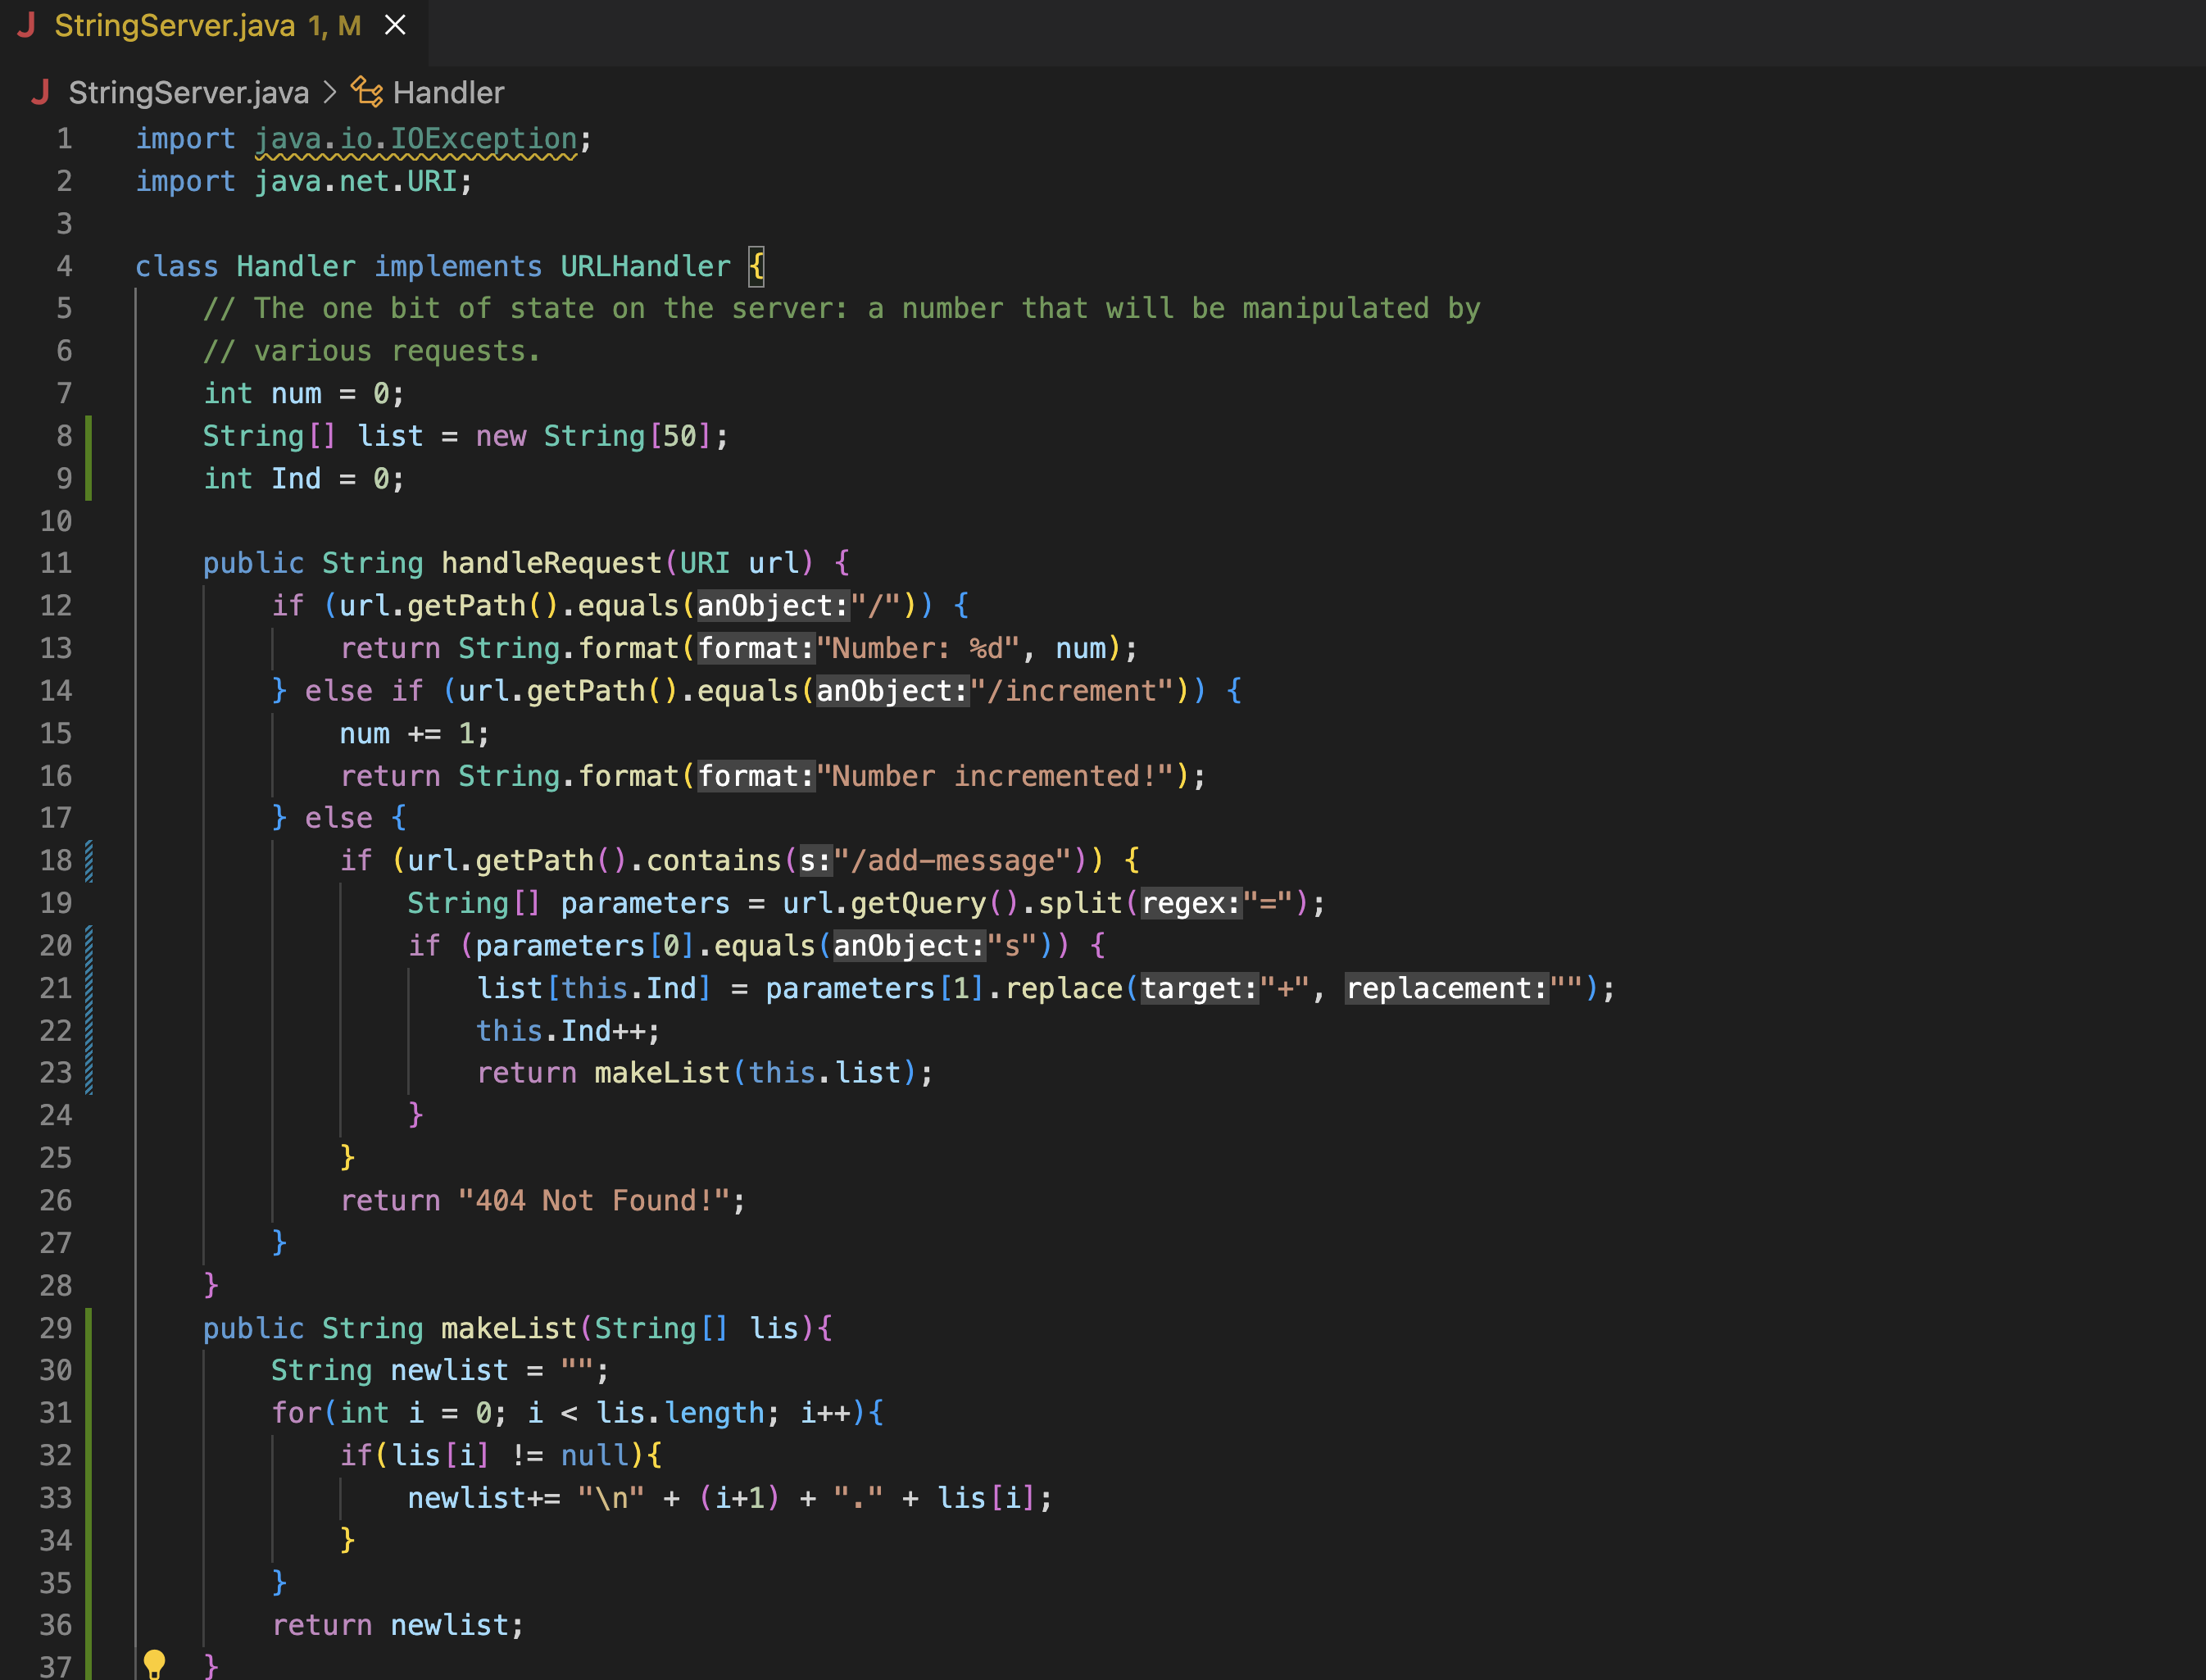 J StringServer.java 1, M ×
J StringServer.java > Handler
1 import java.io.IOException;
2 import java.net.URI;
3
4 class Handler implements URLHandler {
5     // The one bit of state on the server: a number that will be manipulated by
6     // various requests.
7     int num = 0;
8     String[] list = new String[50];
9     int Ind = 0;
10
11     public String handleRequest(URI url) {
12         if (url.getPath().equals(anObject:"/")) {
13             return String.format(format:"Number: %d", num);
14         } else if (url.getPath().equals(anObject:"/increment")) {
15             num += 1;
16             return String.format(format:"Number incremented!");
17         } else {
18             if (url.getPath().contains(s:"/add-message")) {
19                 String[] parameters = url.getQuery().split(regex:"=");
20                 if (parameters[0].equals(anObject:"s")) {
21                     list[this.Ind] = parameters[1].replace(target:"+", replacement:"");
22                     this.Ind++;
23                     return makeList(this.list);
24                 }
25             }
26             return "404 Not Found!";
27         }
28     }
29     public String makeList(String[] lis){
30         String newlist = "";
31         for(int i = 0; i < lis.length; i++){
32             if(lis[i] != null){
33                 newlist+= "\n" + (i+1) + "." + lis[i];
34             }
35         }
36         return newlist;
37     }